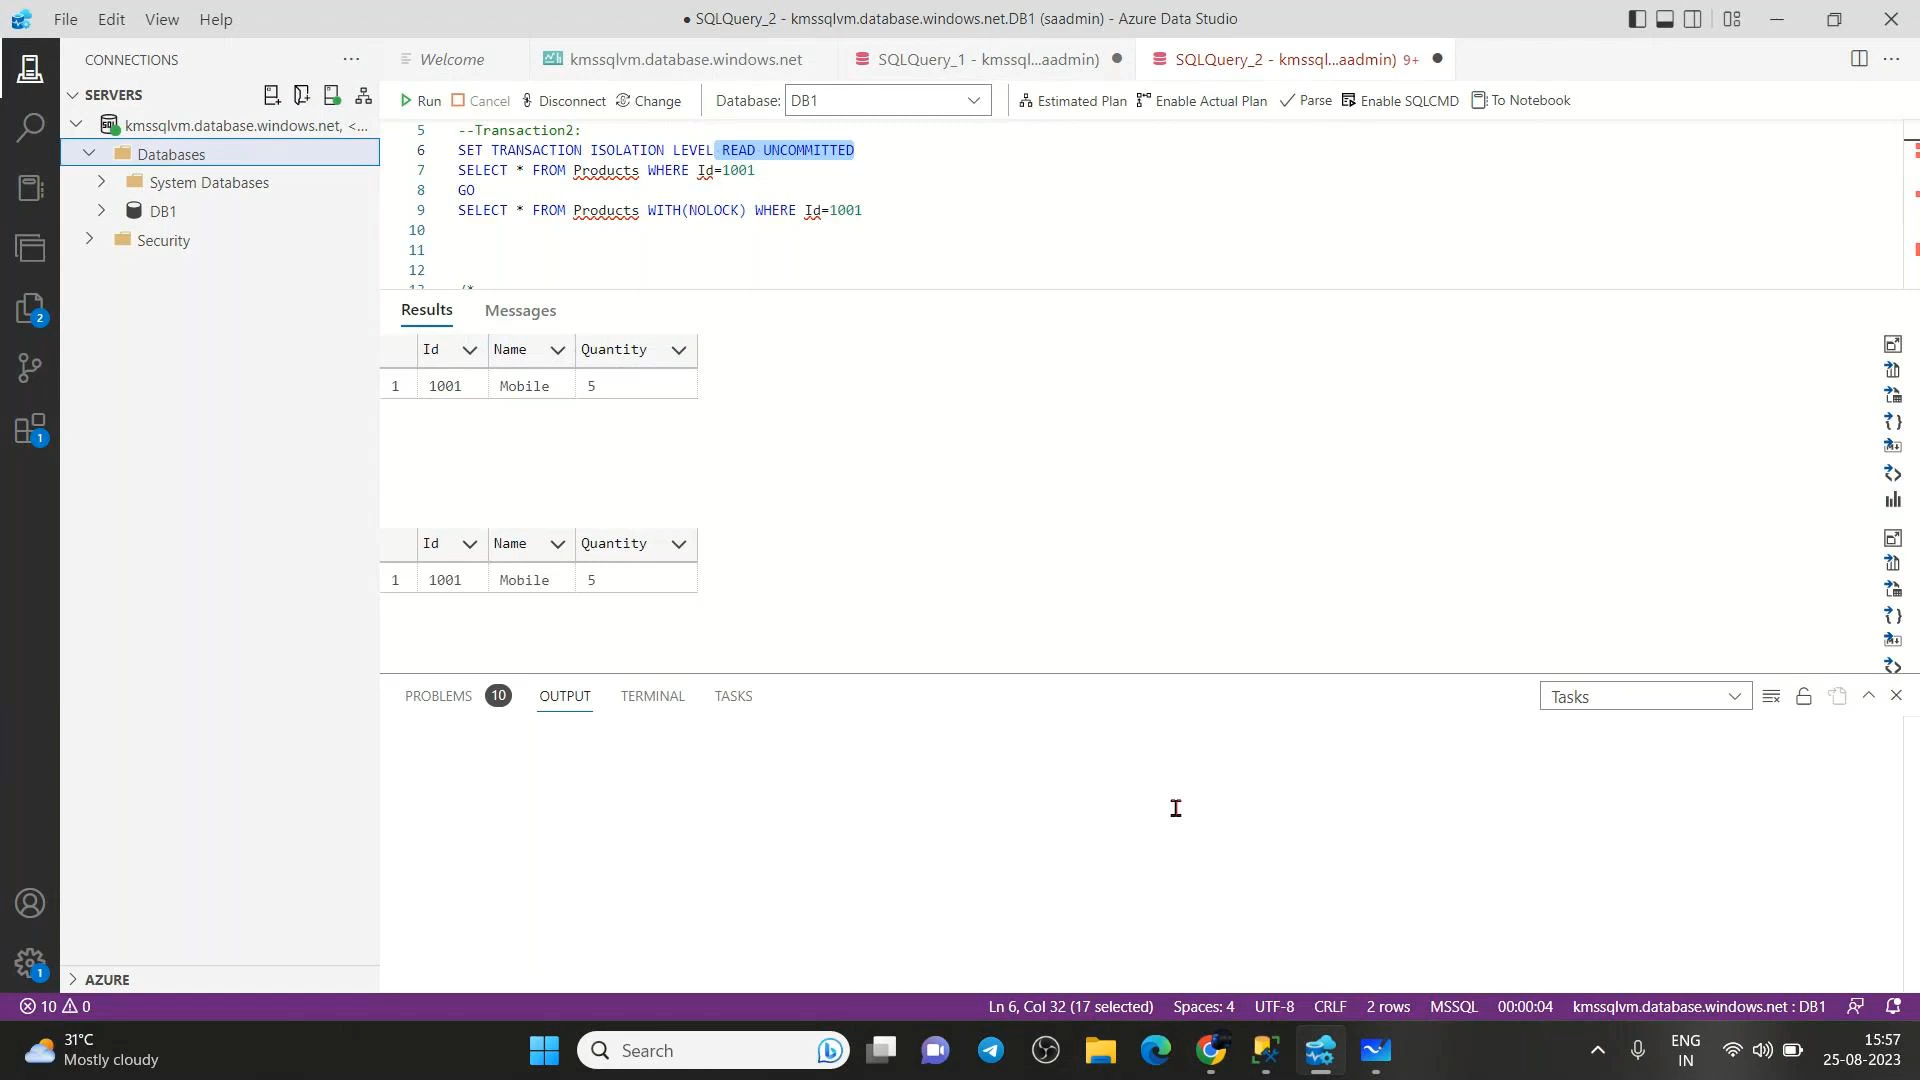 File Edit View Help
● SQLQuery_2 - kmssqlvm.database.windows.net.DB1 (saadmin) - Azure Data Studio
CONNECTIONS
Welcome
kmssqlvm.database.windows.net
SQLQuery_1 - kmssql...aadmin)
SQLQuery_2 - kmssql...aadmin) 9+
SERVERS
Run Cancel Disconnect Change Database: DB1 Estimated Plan Enable Actual Plan Parse Enable SQLCMD To Notebook
kmssqlvm.database.windows.net, <...
Databases
System Databases
DB1
Security
5 --Transaction2:
6 SET TRANSACTION ISOLATION LEVEL READ UNCOMMITTED
7 SELECT * FROM Products WHERE Id=1001
8 GO
9 SELECT * FROM Products WITH(NOLOCK) WHERE Id=1001
10
11
12
13 /*
Results Messages
Id Name Quantity
1 1001 Mobile 5
Id Name Quantity
1 1001 Mobile 5
PROBLEMS 10 OUTPUT TERMINAL TASKS
Tasks
2
1
1
AZURE
10 0
Ln 6, Col 32 (17 selected) Spaces: 4 UTF-8 CRLF 2 rows MSSQL 00:00:04 kmssqlvm.database.windows.net : DB1
31°C
Mostly cloudy
Search
ENG
IN
15:57
25-08-2023